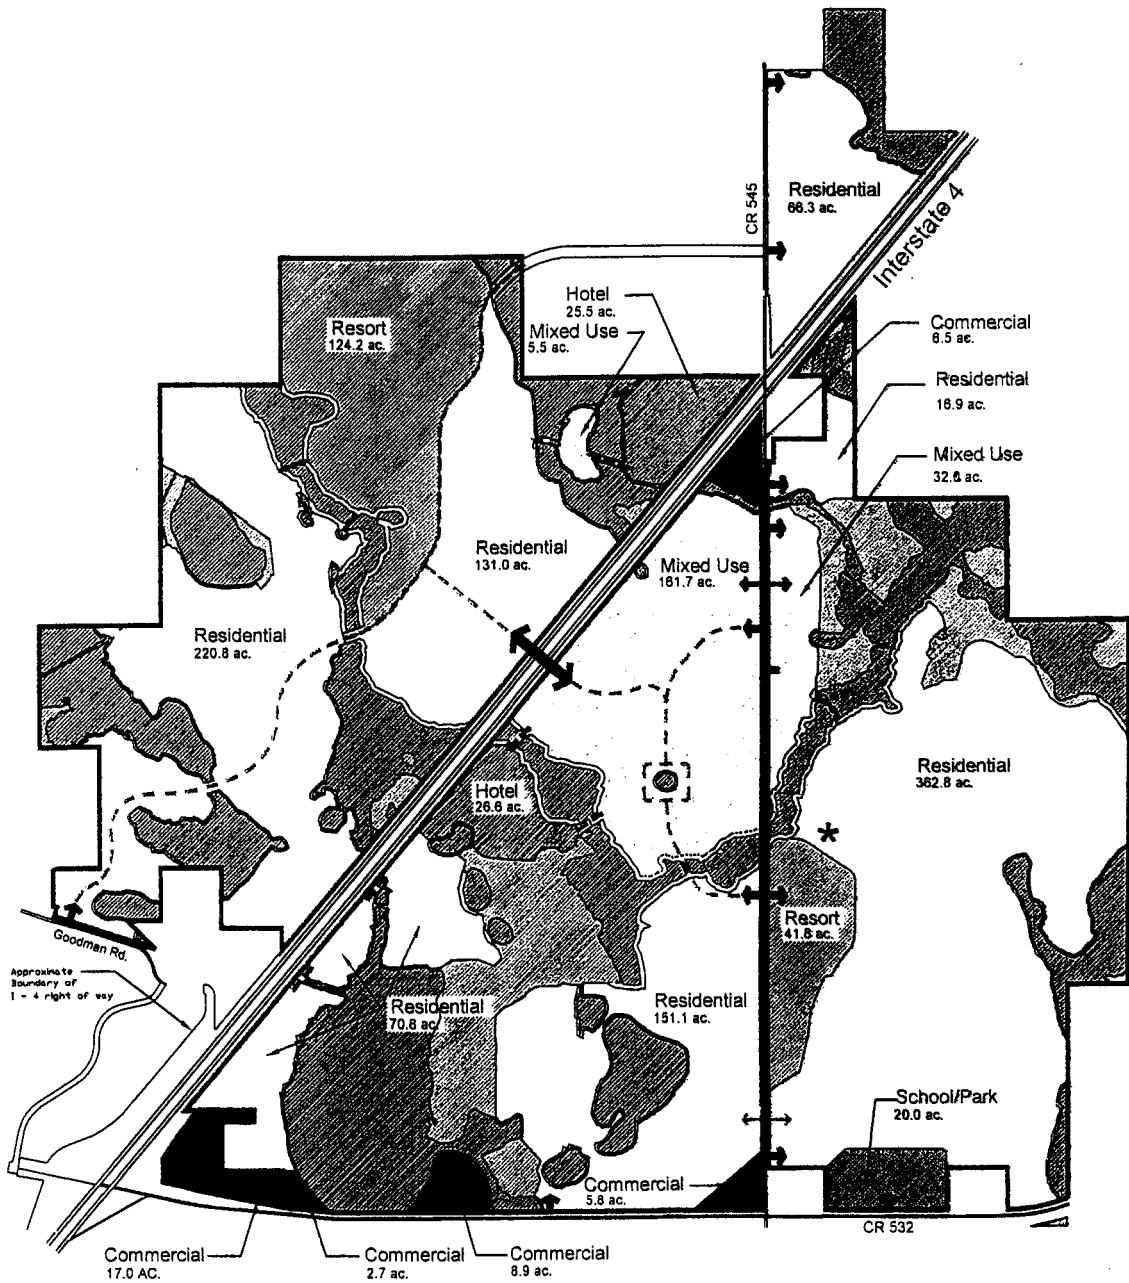 CR 545
Residential
66.3 ac.
Interstate 4
Hotel
25.5 ac.
Mixed Use
5.5 ac.
Resort
124.2 ac.
Commercial
6.5 ac.
Residential
16.9 ac.
Mixed Use
32.6 ac.
Residential
131.0 ac.
Mixed Use
161.7 ac.
Residential
220.8 ac.
Residential
362.8 ac.
Hotel
26.6 ac.
*
Resort
41.8 ac.
Goodman Rd.
Approximate
Boundary of
I - 4 right of way
Residential
70.8 ac.
Residential
151.1 ac.
School/Park
20.0 ac.
Commercial
5.8 ac.
CR 532
Commercial
17.0 AC.
Commercial
2.7 ac.
Commercial
8.9 ac.